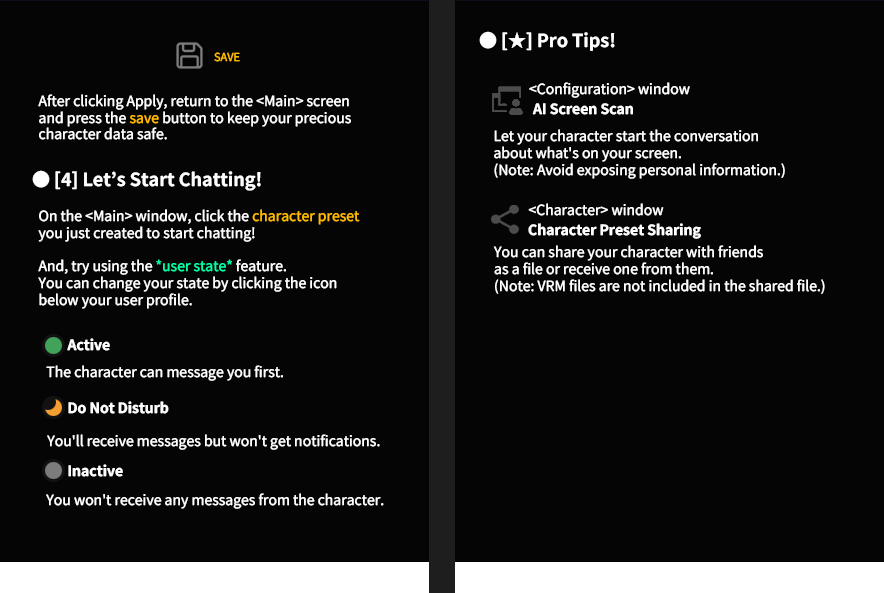 SAVE
After clicking Apply, return to the <Main> screen
and press the save button to keep your precious
character data safe.
[4] Let’s Start Chatting!
On the <Main> window, click the character preset
you just created to start chatting!
And, try using the *user state* feature.
You can change your state by clicking the icon
below your user profile.
Active
The character can message you first.
Do Not Disturb
You'll receive messages but won't get notifications.
Inactive
You won't receive any messages from the character.
[★] Pro Tips!
<Configuration> window
AI Screen Scan
Let your character start the conversation
about what's on your screen.
(Note: Avoid exposing personal information.)
<Character> window
Character Preset Sharing
You can share your character with friends
as a file or receive one from them.
(Note: VRM files are not included in the shared file.)